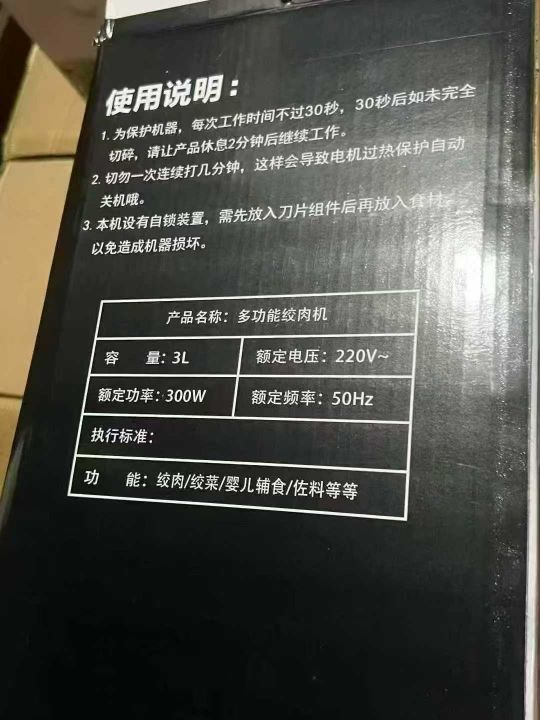 使用说明：
1. 为保护机器，每次工作时间不过30秒，30秒后如未完全
切碎，请让产品休息2分钟后继续工作。
2. 切勿一次连续打几分钟，这样会导致电机过热保护自动
关机哦。
3. 本机设有自锁装置，需先放入刀片组件后再放入食材，
以免造成机器损坏。
产品名称：多功能绞肉机
容 量：3L 额定电压：220V~
额定功率：300W 额定频率：50Hz
执行标准：
功 能：绞肉/绞菜/婴儿辅食/佐料等等